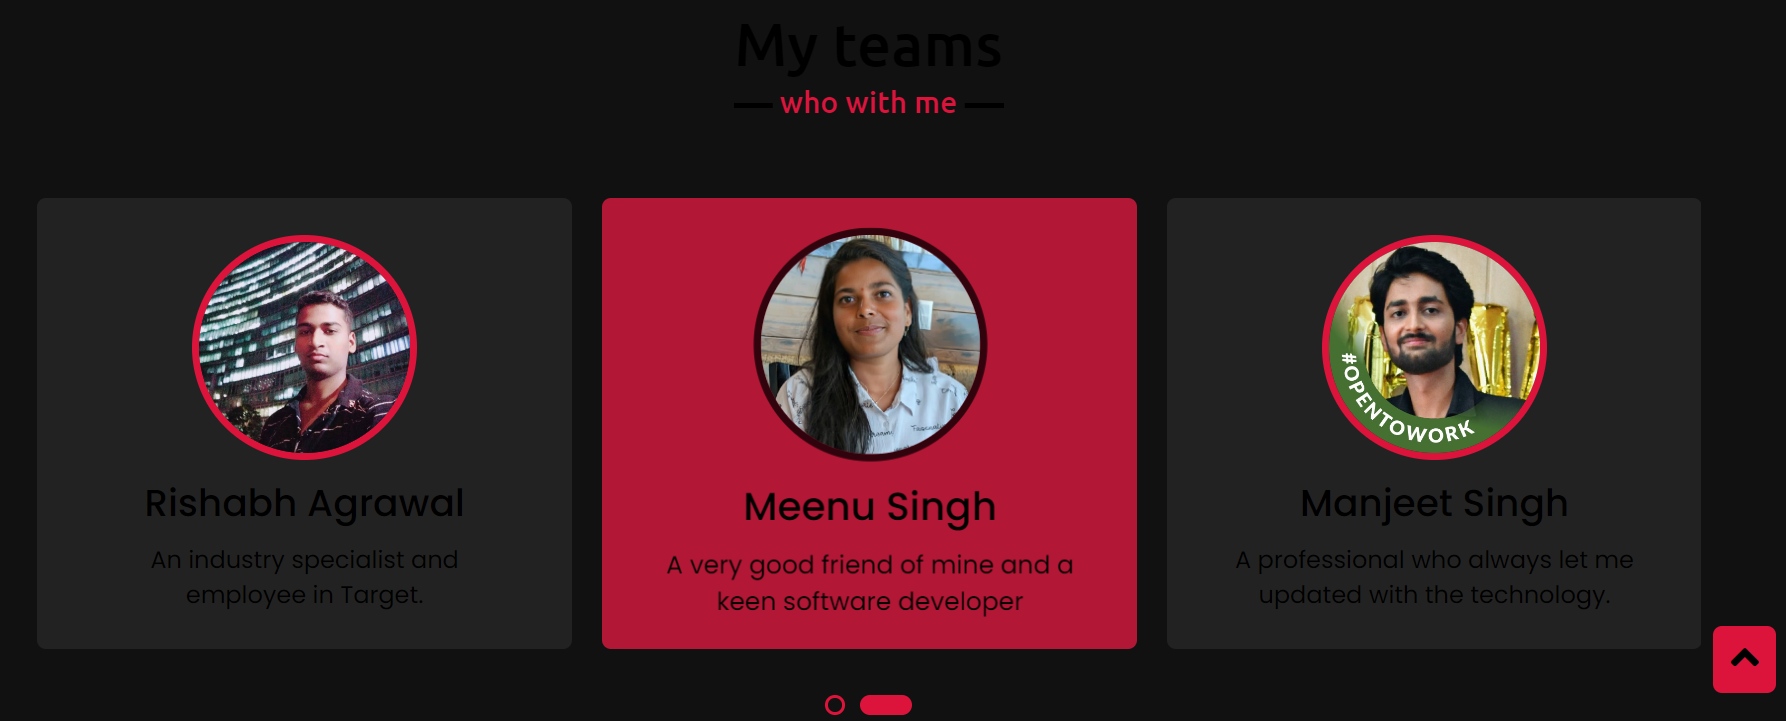 My teams
who with me
Rishabh Agrawal
An industry specialist and
employee in Target.
Meenu Singh
A very good friend of mine and a
keen software developer
#OPENTOWORK
Manjeet Singh
A professional who always let me
updated with the technology.